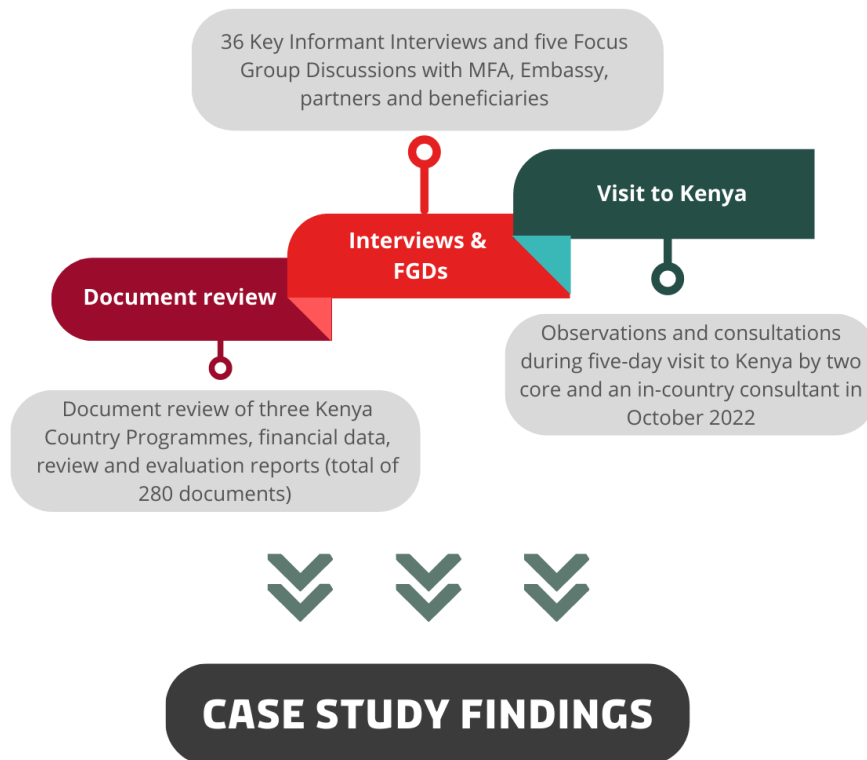 36 Key Informant Interviews and five Focus
Group Discussions with MFA, Embassy,
partners and beneficiaries
Visit to Kenya
Interviews &
FGDs
Document review
Observations and consultations
during five-day visit to Kenya by two
core and an in-country consultant in
October 2022
Document review of three Kenya
Country Programmes, financial data,
review and evaluation reports (total of
280 documents)
CASE STUDY FINDINGS